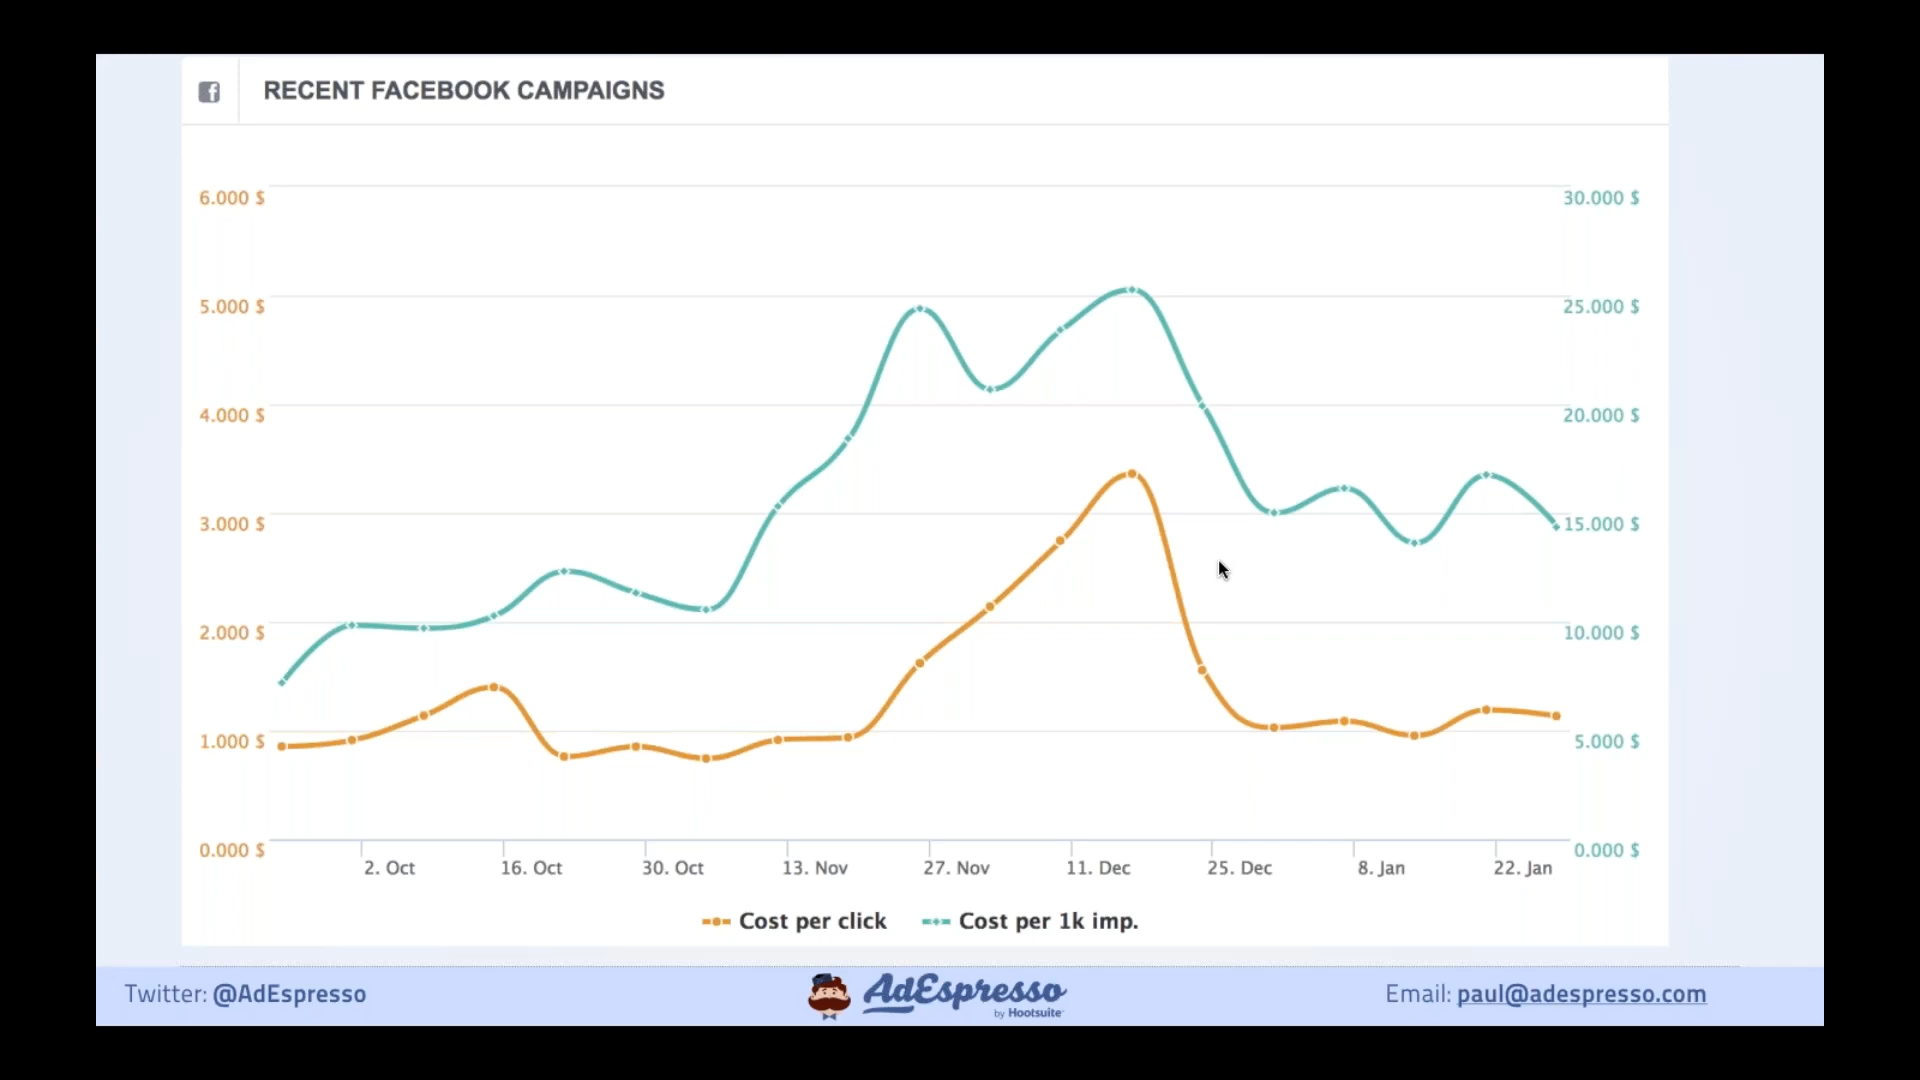 RECENT FACEBOOK CAMPAIGNS
6.000 $
30.000 $
5.000 $
25.000 $
4.000 $
20.000 $
3.000 $
15.000 $
2.000 $
10.000 $
1.000 $
5.000 $
0.000 $
0.000 $
2. Oct
16. Oct
30. Oct
13. Nov
27. Nov
11. Dec
25. Dec
8. Jan
22. Jan
Cost per click
Cost per 1k imp.
Twitter: @AdEspresso
AdEspresso
by Hootsuite
Email: paul@adespresso.com